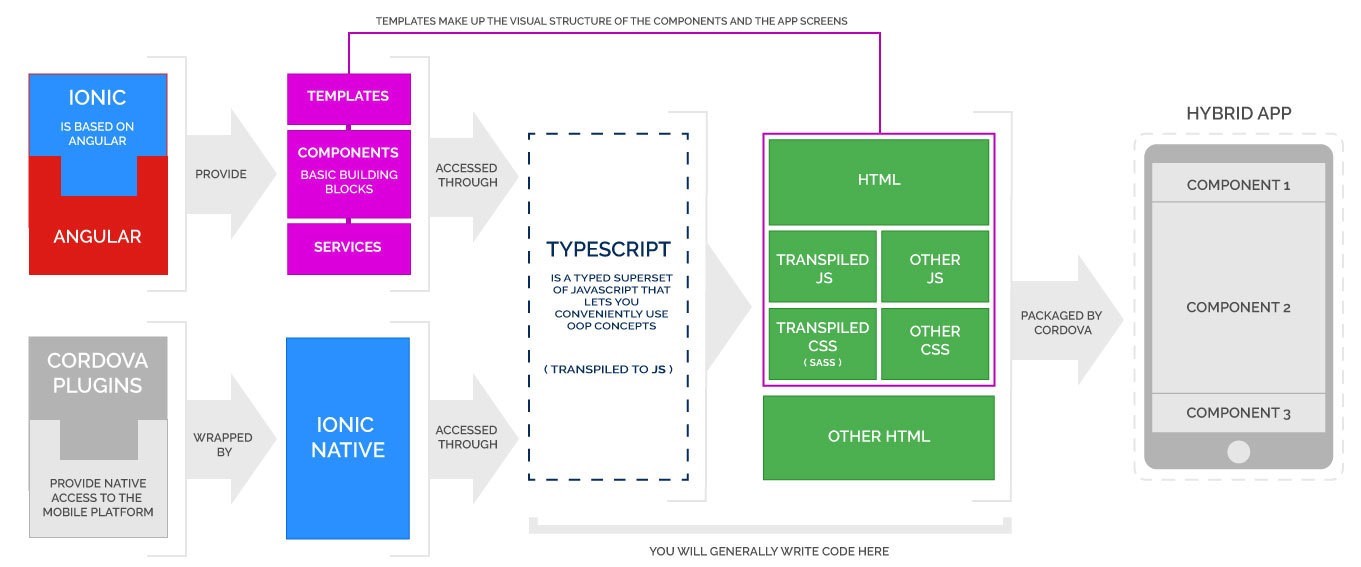 TEMPLATES MAKE UP THE VISUAL STRUCTURE OF THE COMPONENTS AND THE APP SCREENS
IONIC
IS BASED ON
ANGULAR
ANGULAR
PROVIDE
TEMPLATES
COMPONENTS
BASIC BUILDING
BLOCKS
SERVICES
ACCESSED
THROUGH
CORDOVA
PLUGINS
PROVIDE NATIVE
ACCESS TO THE
MOBILE PLATFORM
WRAPPED
BY
IONIC
NATIVE
ACCESSED
THROUGH
TYPESCRIPT
IS A TYPED SUPERSET
OF JAVASCRIPT THAT
LETS YOU
CONVENIENTLY USE
OOP CONCEPTS
( TRANSPILED TO JS )
HTML
TRANSPILED
JS
OTHER
JS
TRANSPILED
CSS
( SASS )
OTHER
CSS
OTHER HTML
YOU WILL GENERALLY WRITE CODE HERE
PACKAGED BY
CORDOVA
HYBRID APP
COMPONENT 1
COMPONENT 2
COMPONENT 3